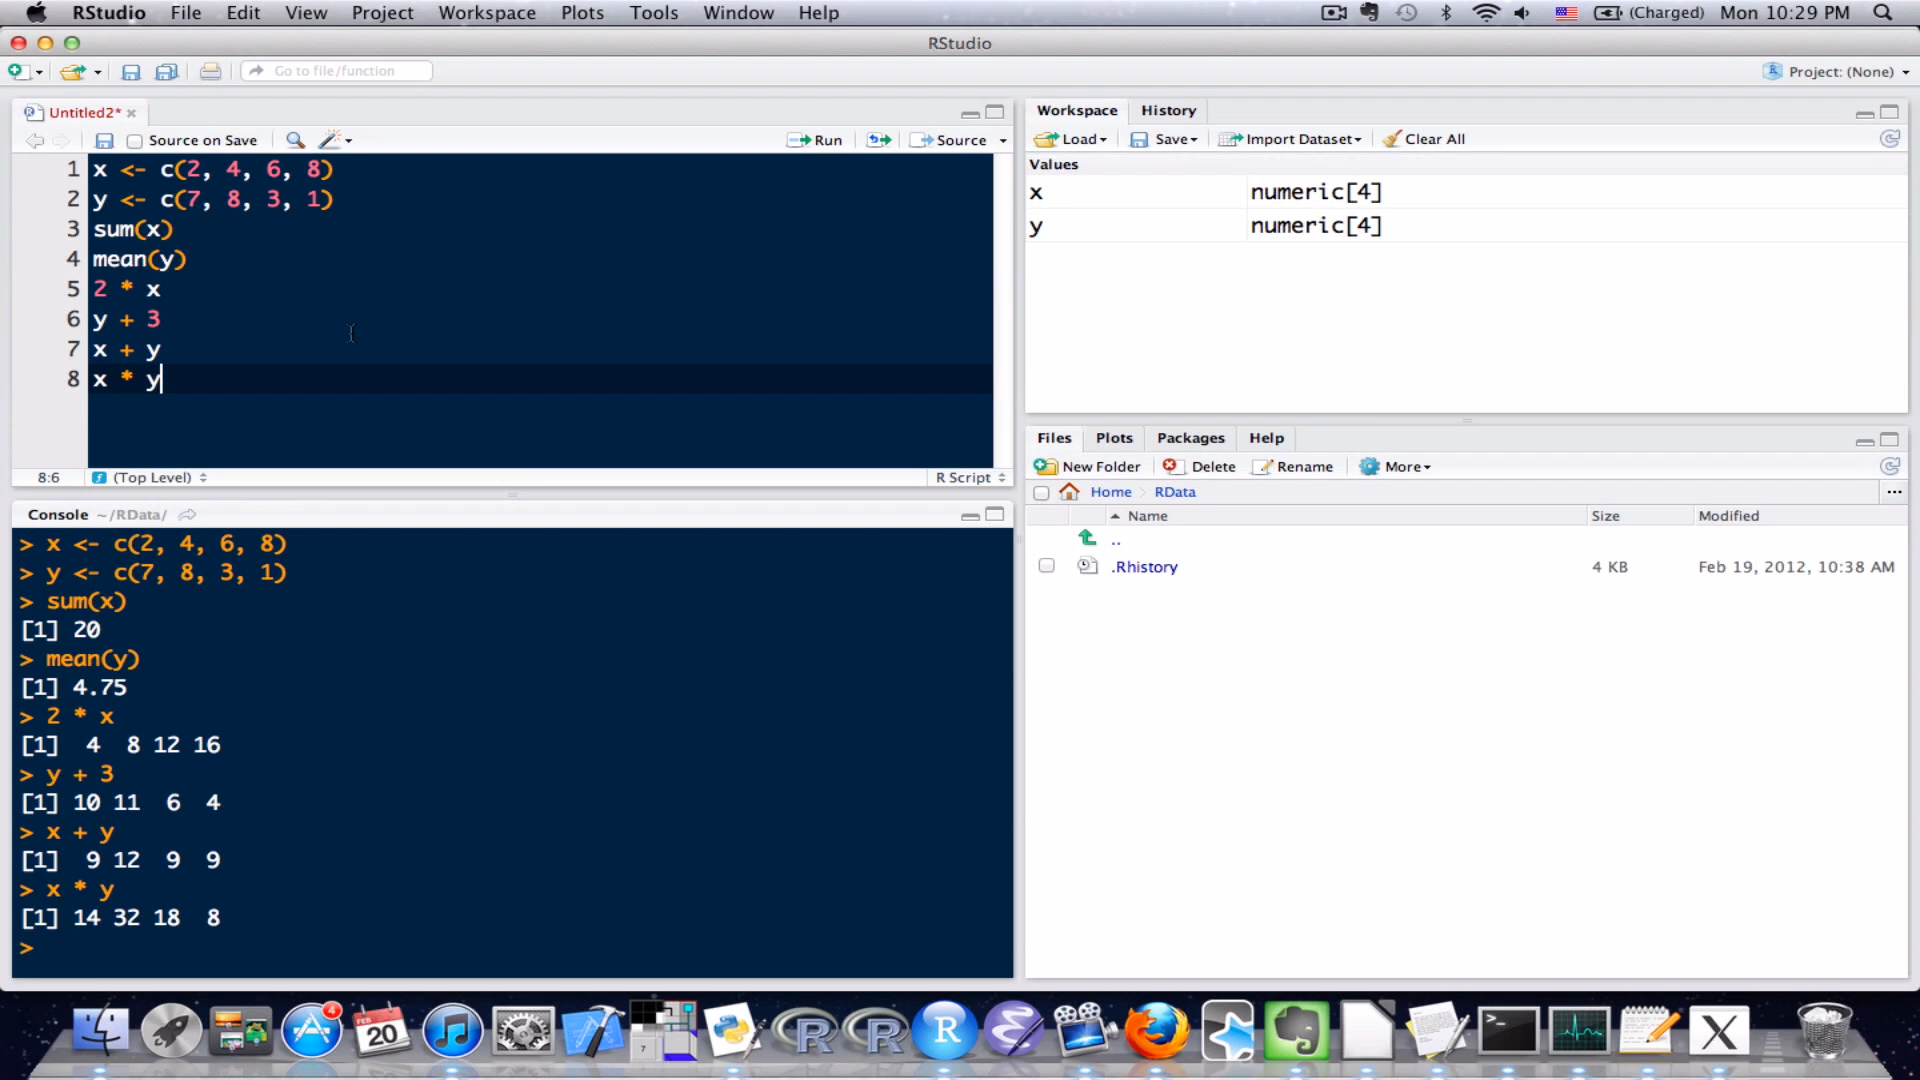 RStudio File Edit View Project Workspace Plots Tools Window Help (Charged) Mon 10:29 PM
RStudio
Go to file/function Project: (None)
Untitled2*
Source on Save Run Source
1 x <- c(2, 4, 6, 8)
2 y <- c(7, 8, 3, 1)
3 sum(x)
4 mean(y)
5 2 * x
6 y + 3
7 x + y
8 x * y
8:6 (Top Level) R Script
Console ~/RData/
> x <- c(2, 4, 6, 8)
> y <- c(7, 8, 3, 1)
> sum(x)
[1] 20
> mean(y)
[1] 4.75
> 2 * x
[1]  4  8 12 16
> y + 3
[1] 10 11  6  4
> x + y
[1]  9 12  9  9
> x * y
[1] 14 32 18  8
>
Workspace History
Load Save Import Dataset Clear All
Values
x numeric[4]
y numeric[4]
Files Plots Packages Help
New Folder Delete Rename More
Home RData ...
Name Size Modified
..
.Rhistory 4 KB Feb 19, 2012, 10:38 AM
4
FEB
20
7
R
R
R
>_
X